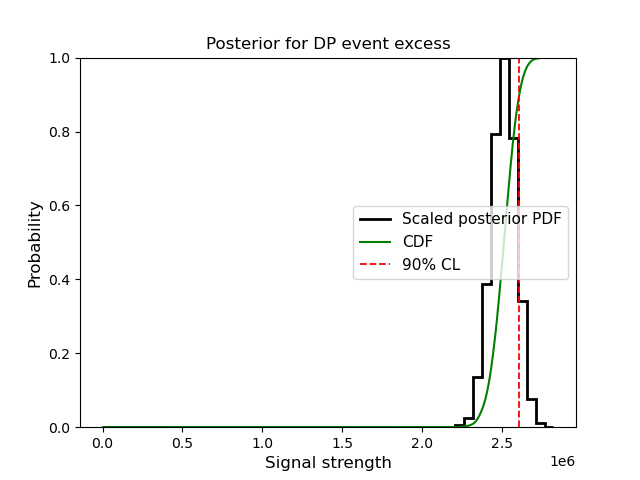 Posterior for DP event excess
Probability
1.0
0.8
0.6
0.4
0.2
0.0
Scaled posterior PDF
CDF
90% CL
0.0 0.5 1.0 1.5 2.0 2.5
1e6
Signal strength